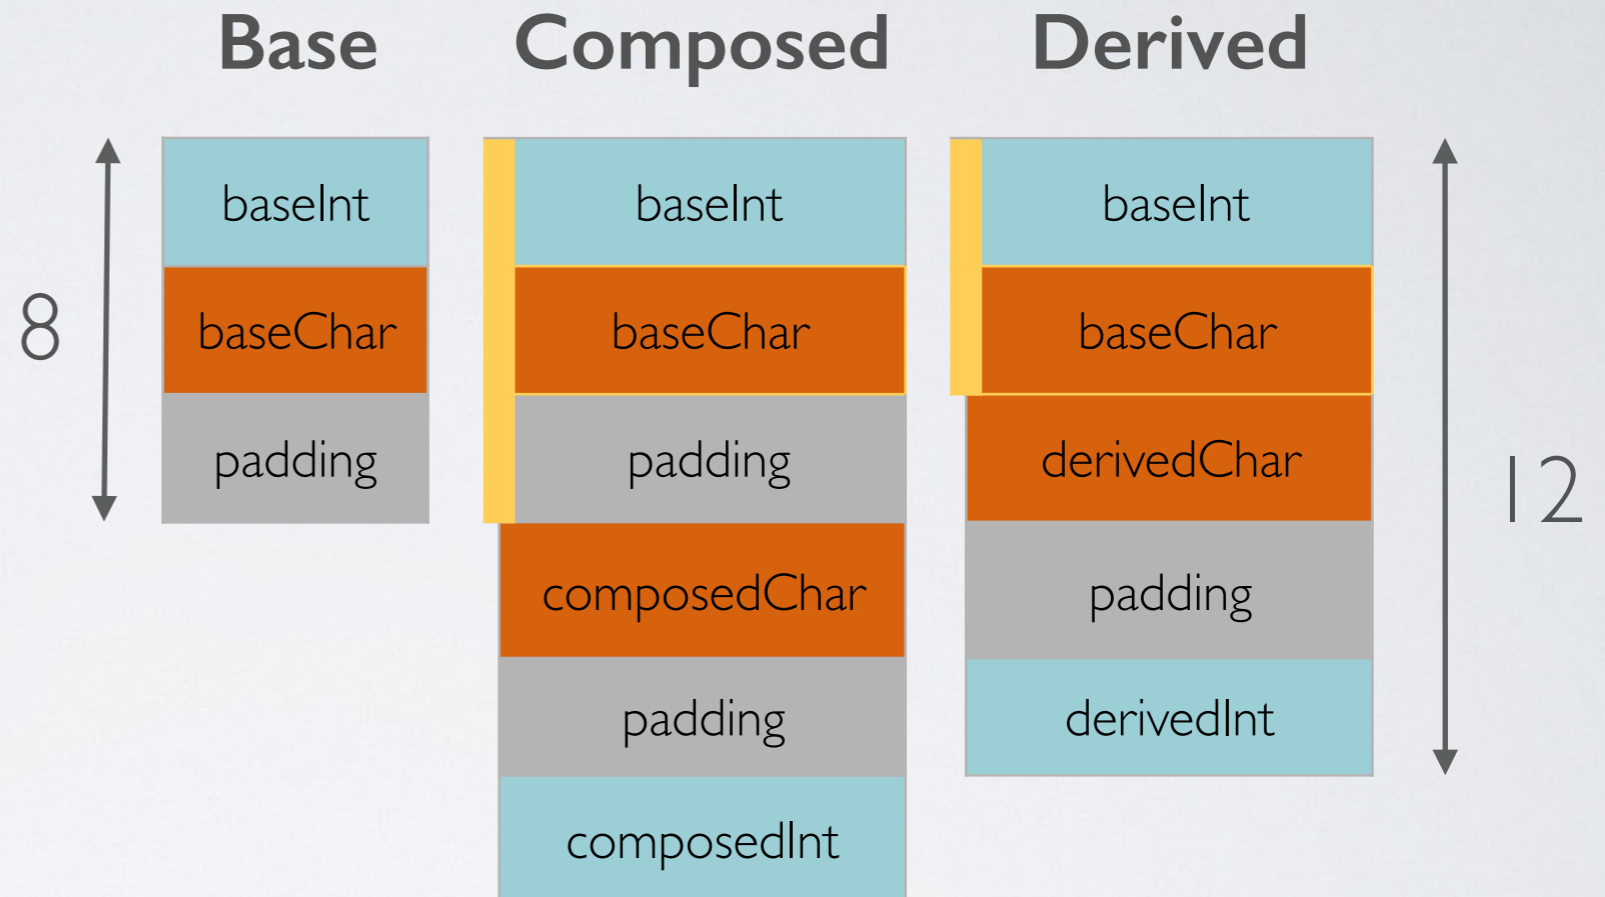 Base Composed Derived
baseInt baseInt baseInt
8 baseChar baseChar baseChar
padding padding derivedChar
12
composedChar padding
padding derivedInt
composedInt